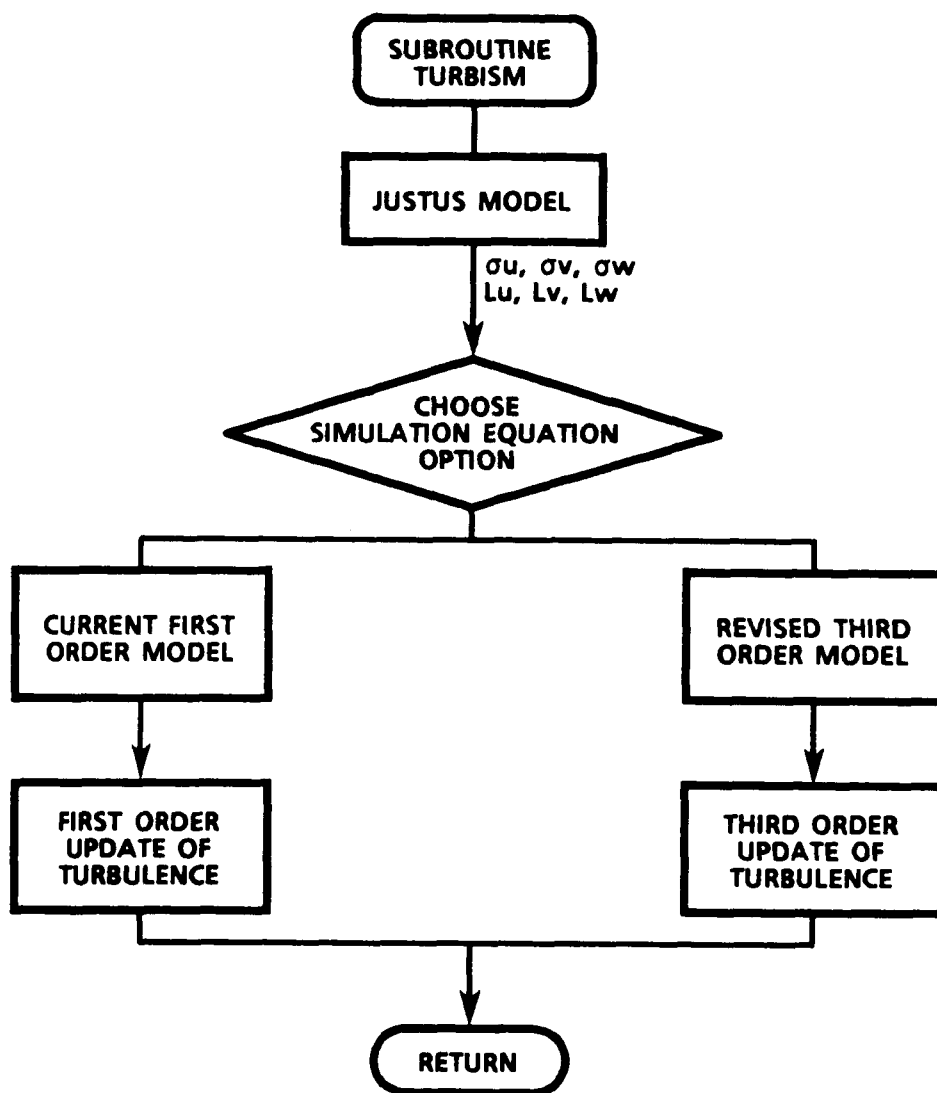 SUBROUTINE
TURBISM
JUSTUS MODEL
σu, σv, σw
Lu, Lv, Lw
CHOOSE
SIMULATION EQUATION
OPTION
CURRENT FIRST
ORDER MODEL
REVISED THIRD
ORDER MODEL
FIRST ORDER
UPDATE OF
TURBULENCE
THIRD ORDER
UPDATE OF
TURBULENCE
RETURN